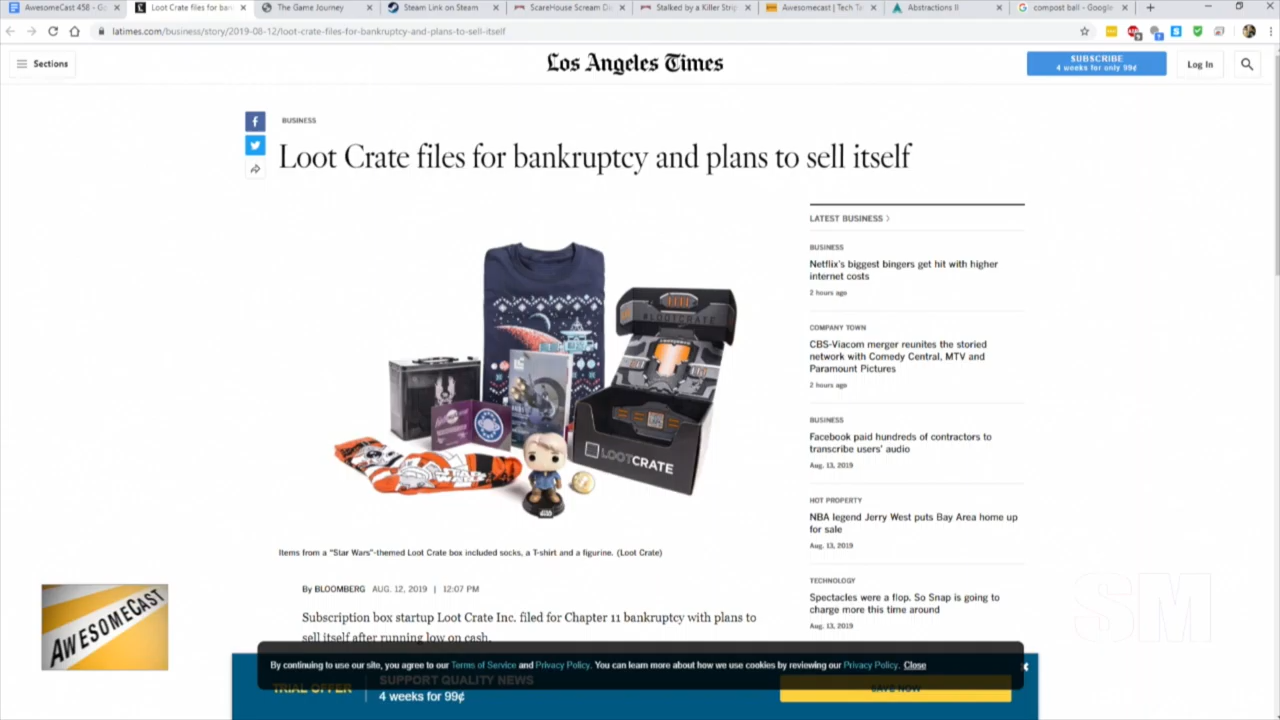 AwesomeCast 458 - Go
Loot Crate files for ban
The Game Journey
Steam Link on Steam
ScareHouse Scream D
Stalked by a Killer Strip
Awesomecast | Tech T
Abstractions II
compost ball - Google
latimes.com/business/story/2019-08-12/loot-crate-files-for-bankruptcy-and-plans-to-sell-itself
Sections
Los Angeles Times
SUBSCRIBE
4 weeks for only 99¢
Log In
BUSINESS
Loot Crate files for bankruptcy and plans to sell itself
#LOOTCRATE
LOOTCRATE
STAR WARS
Items from a "Star Wars"-themed Loot Crate box included socks, a T-shirt and a figurine. (Loot Crate)
By BLOOMBERG AUG. 12, 2019 | 12:07 PM
Subscription box startup Loot Crate Inc. filed for Chapter 11 bankruptcy with plans to
sell itself after running low on cash.
LATEST BUSINESS >
BUSINESS
Netflix's biggest bingers get hit with higher
internet costs
2 hours ago
COMPANY TOWN
CBS-Viacom merger reunites the storied
network with Comedy Central, MTV and
Paramount Pictures
2 hours ago
BUSINESS
Facebook paid hundreds of contractors to
transcribe users' audio
Aug. 13, 2019
HOT PROPERTY
NBA legend Jerry West puts Bay Area home up
for sale
Aug. 13, 2019
TECHNOLOGY
Spectacles were a flop. So Snap is going to
charge more this time around
Aug. 13, 2019
AWESOMECAST
SM
By continuing to use our site, you agree to our Terms of Service and Privacy Policy. You can learn more about how we use cookies by reviewing our Privacy Policy. Close
TRIAL OFFER
SUPPORT QUALITY NEWS
4 weeks for 99¢
SAVE NOW